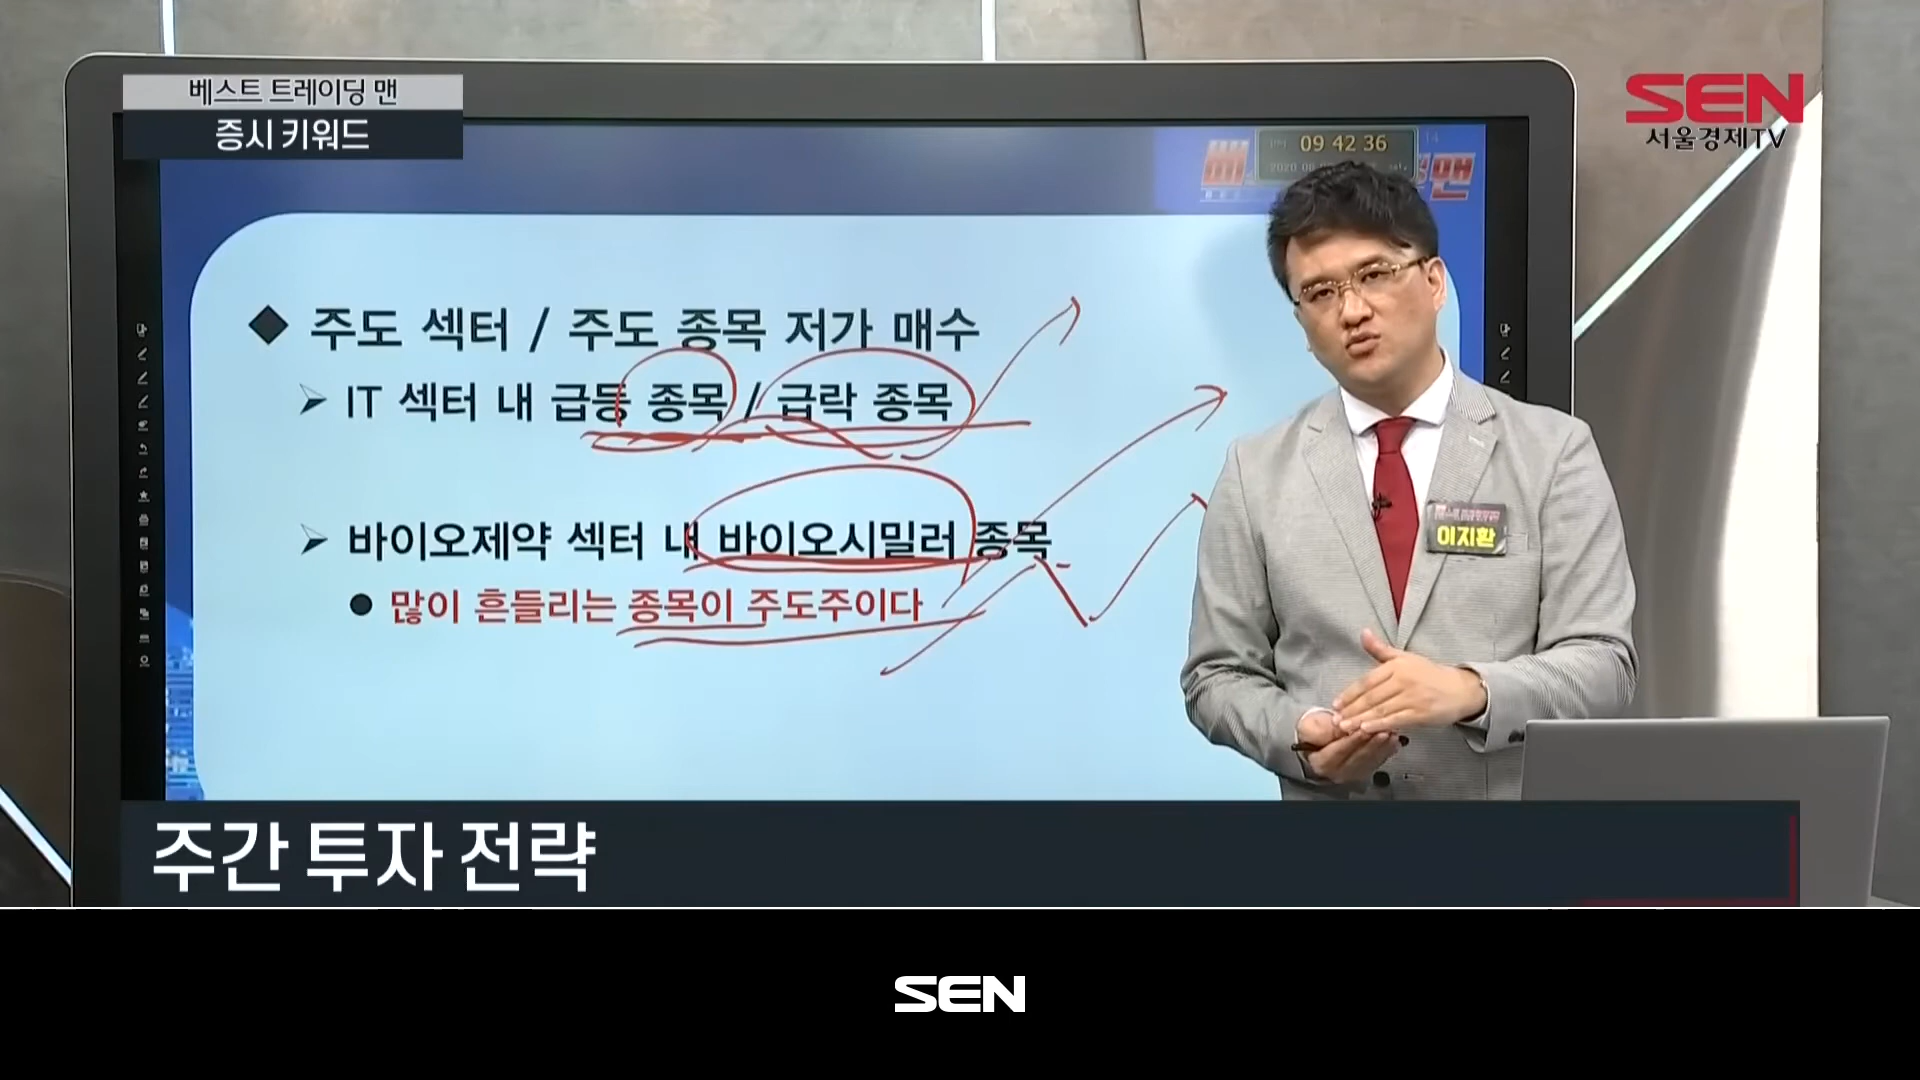 베스트 트레이딩 맨
증시 키워드
SEN
서울경제TV
09 42 36
맨
◆ 주도 섹터 / 주도 종목 저가 매수
➢ IT 섹터 내 급등 종목 / 급락 종목
➢ 바이오제약 섹터 내 바이오시밀러 종목
● 많이 흔들리는 종목이 주도주이다
이지환
주간 투자 전략
SEN